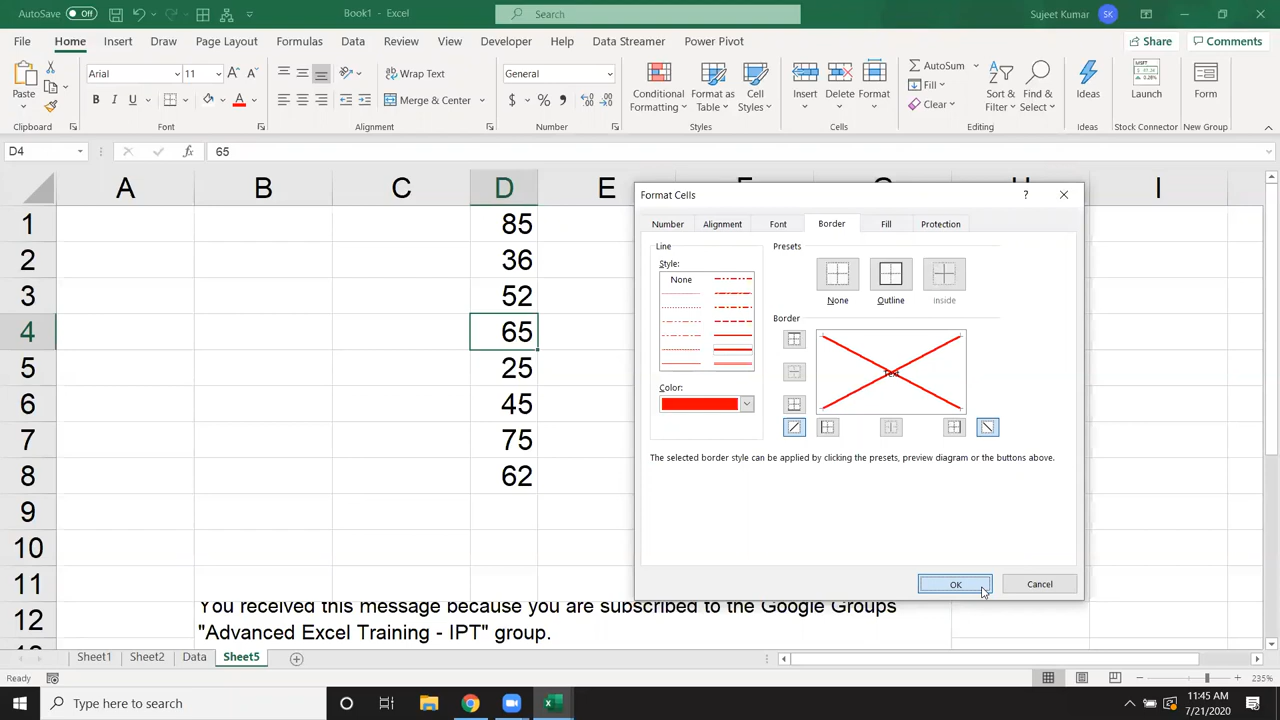 AutoSave Off Book1 - Excel Search Sujeet Kumar SK
File Home Insert Draw Page Layout Formulas Data Review View Developer Help Data Streamer Power Pivot Share Comments
Paste Arial 11 Wrap Text General Conditional Formatting Format as Table Cell Styles Insert Delete Format AutoSum Sort & Filter Find & Select Ideas Launch Form
B I U Merge & Center $ % Fill
Clear
Clipboard Font Alignment Number Styles Cells Editing Ideas Stock Connector New Group
D4 fx 65
A B C D E H I
1 85
2 36
3 52
4 65
5 25
6 45
7 75
8 62
9
10
11
12 You received this message because you are subscribed to the Google Groups
"Advanced Excel Training - IPT" group.
Format Cells ?
Number Alignment Font Border Fill Protection
Line Presets
Style:
None
None Outline Inside
Border
Text
Color:
The selected border style can be applied by clicking the presets, preview diagram or the buttons above.
OK Cancel
Sheet1 Sheet2 Data Sheet5
Ready 235%
Type here to search 11:45 AM
7/21/2020